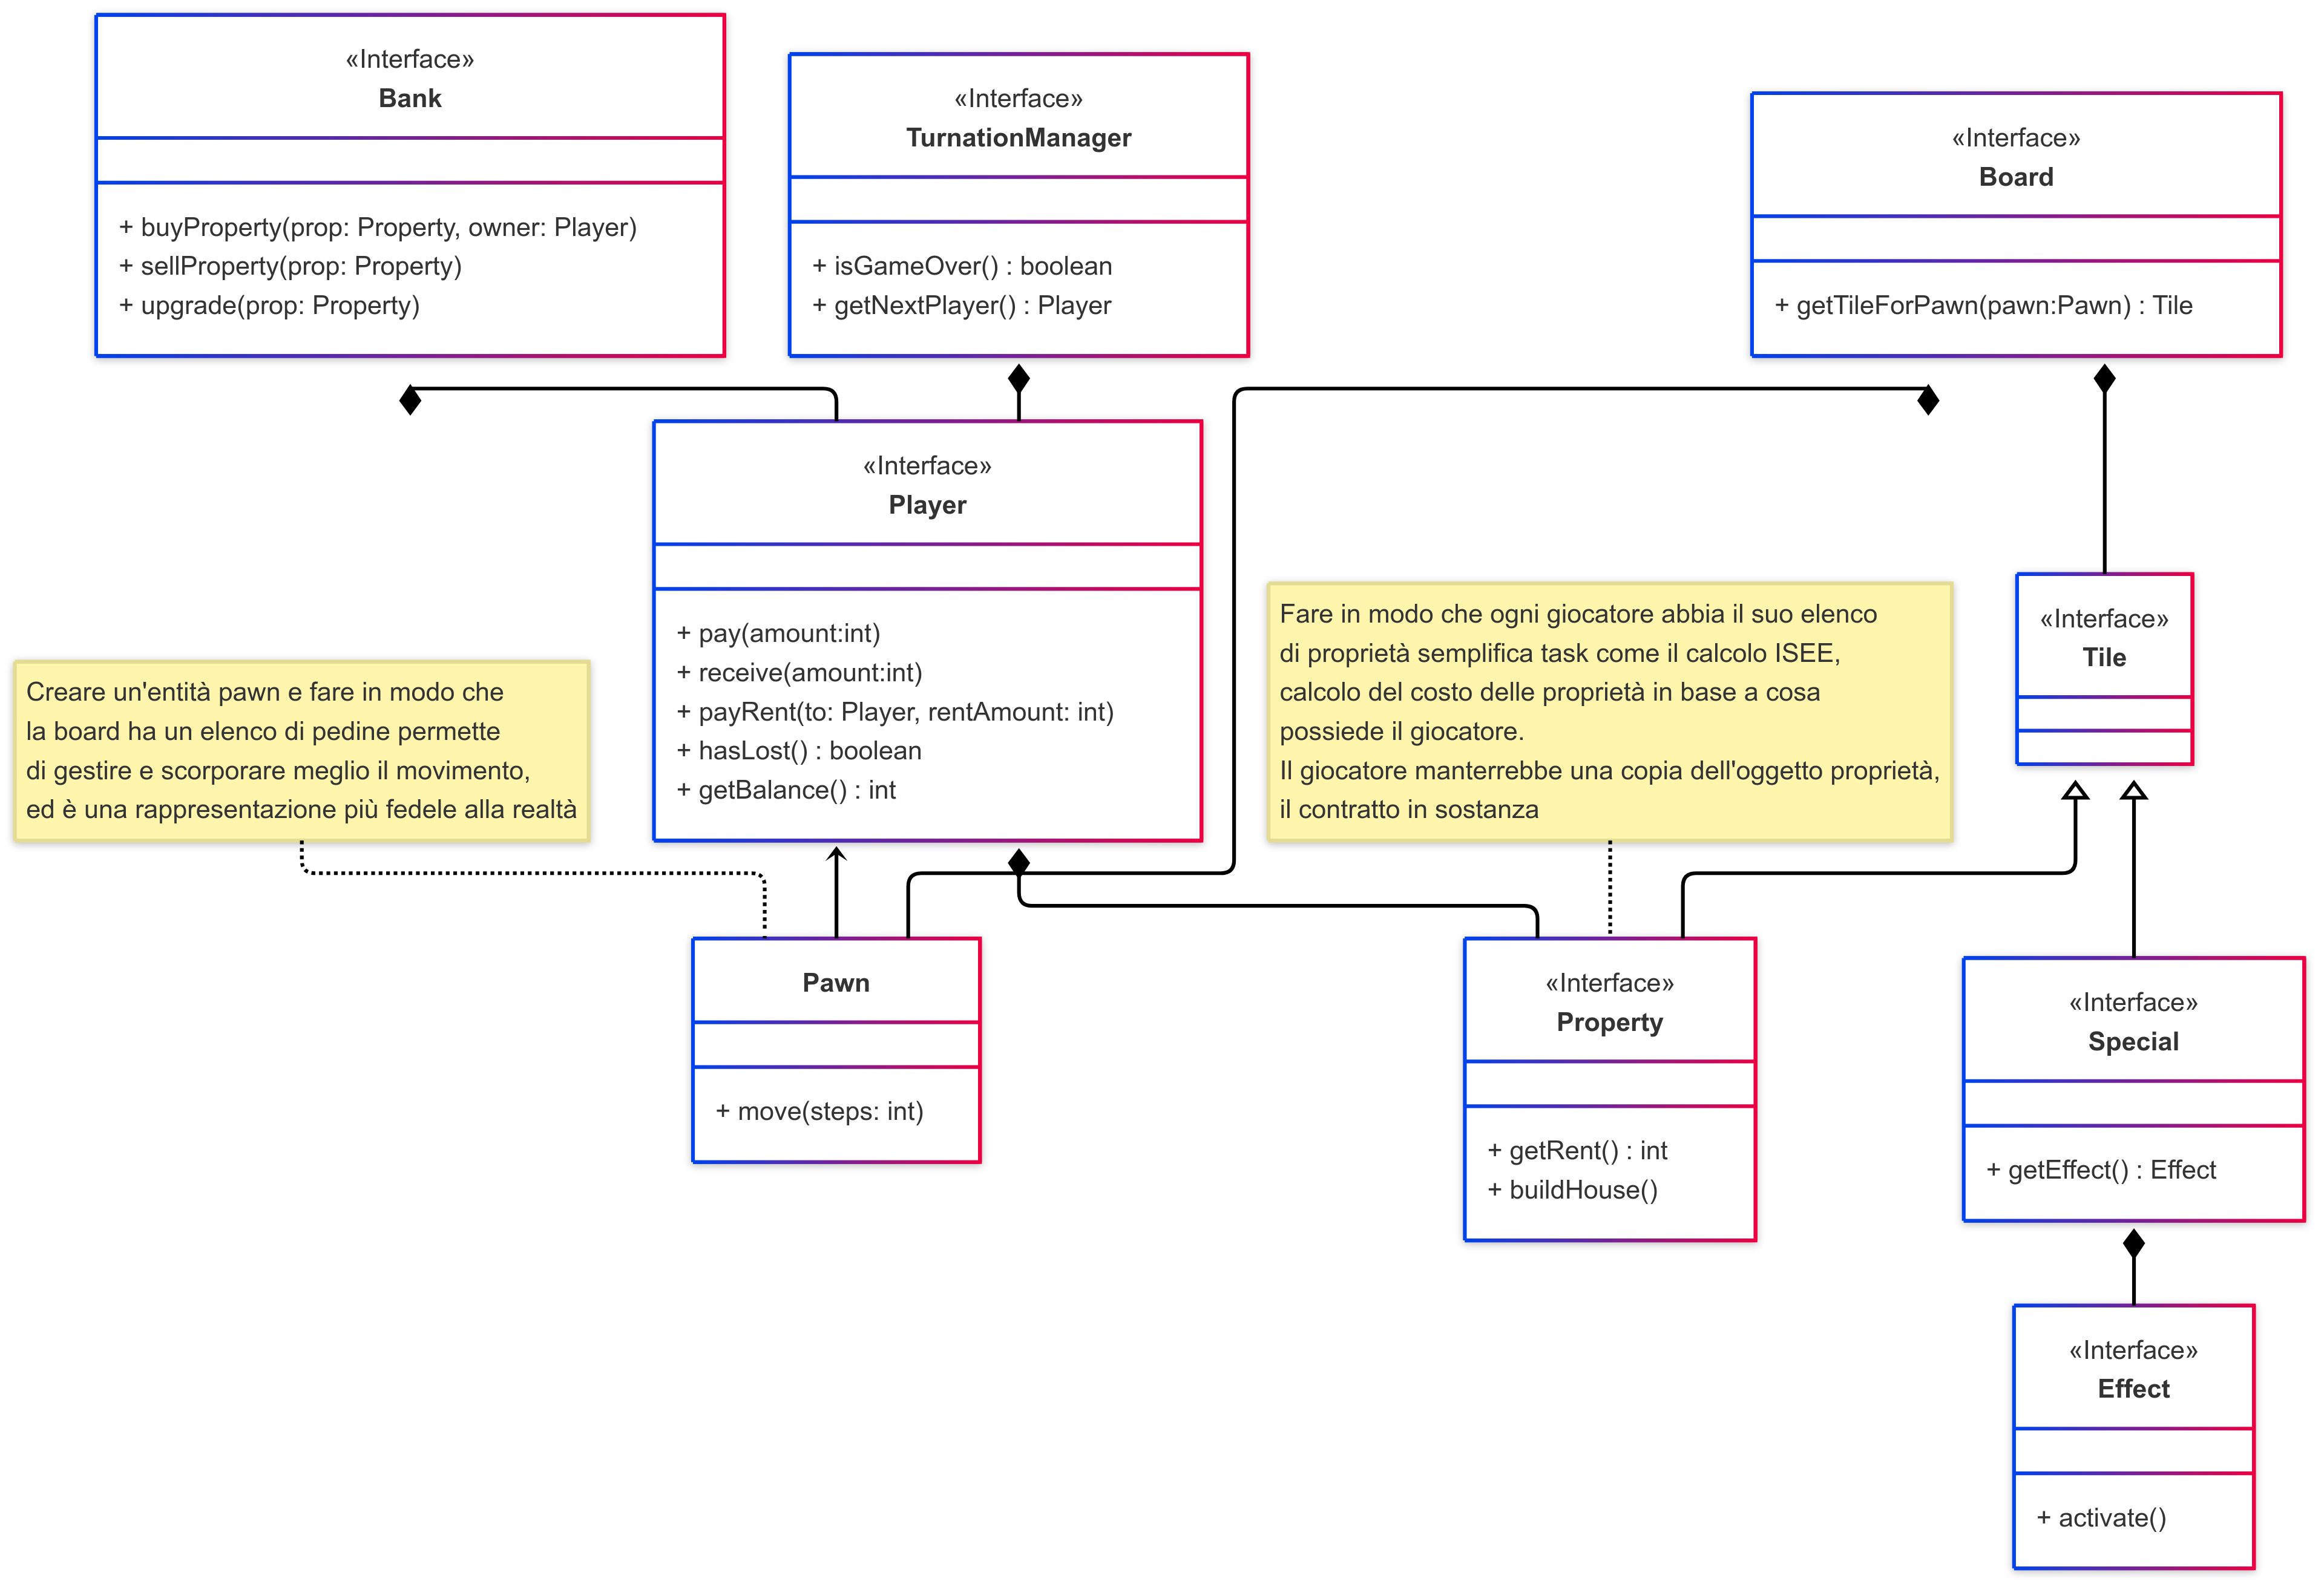 «Interface»
Bank
+ buyProperty(prop: Property, owner: Player)
+ sellProperty(prop: Property)
+ upgrade(prop: Property)
«Interface»
TurnationManager
+ isGameOver() : boolean
+ getNextPlayer() : Player
«Interface»
Board
+ getTileForPawn(pawn:Pawn) : Tile
«Interface»
Player
+ pay(amount:int)
+ receive(amount:int)
+ payRent(to: Player, rentAmount: int)
+ hasLost() : boolean
+ getBalance() : int
Creare un'entità pawn e fare in modo che
la board ha un elenco di pedine permette
di gestire e scorporare meglio il movimento,
ed è una rappresentazione più fedele alla realtà
Fare in modo che ogni giocatore abbia il suo elenco
di proprietà semplifica task come il calcolo ISEE,
calcolo del costo delle proprietà in base a cosa
possiede il giocatore.
Il giocatore manterrebbe una copia dell'oggetto proprietà,
il contratto in sostanza
«Interface»
Tile
Pawn
+ move(steps: int)
«Interface»
Property
+ getRent() : int
+ buildHouse()
«Interface»
Special
+ getEffect() : Effect
«Interface»
Effect
+ activate()